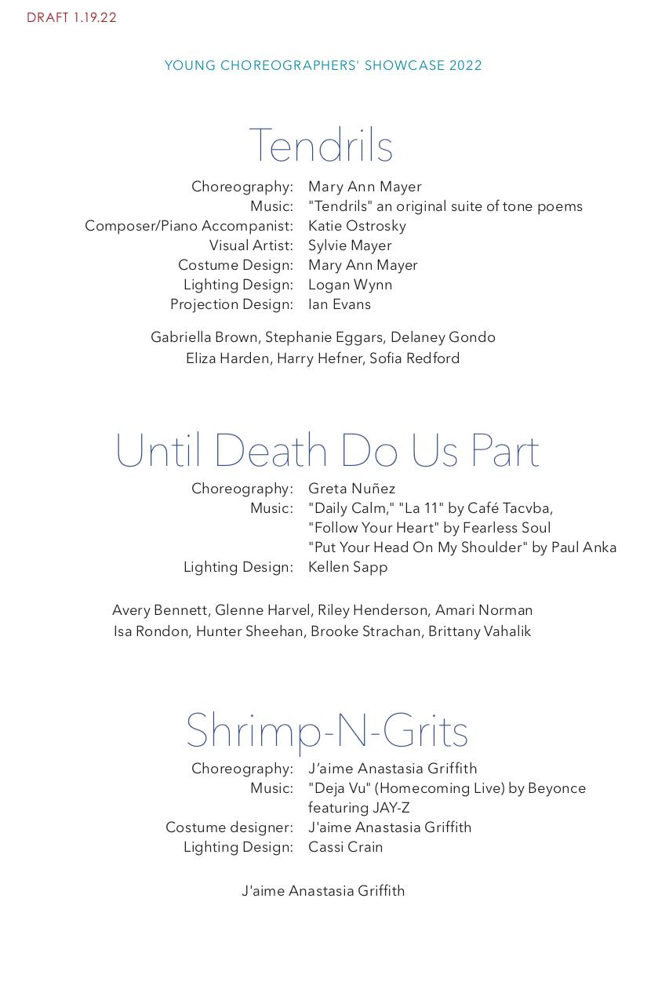 DRAFT 1.19.22
YOUNG CHOREOGRAPHERS' SHOWCASE 2022
Tendrils
Choreography: Mary Ann Mayer
Music: "Tendrils" an original suite of tone poems
Composer/Piano Accompanist: Katie Ostrosky
Visual Artist: Sylvie Mayer
Costume Design: Mary Ann Mayer
Lighting Design: Logan Wynn
Projection Design: Ian Evans
Gabriella Brown, Stephanie Eggars, Delaney Gondo
Eliza Harden, Harry Hefner, Sofia Redford
Until Death Do Us Part
Choreography: Greta Nuñez
Music: "Daily Calm," "La 11" by Café Tacvba,
"Follow Your Heart" by Fearless Soul
"Put Your Head On My Shoulder" by Paul Anka
Lighting Design: Kellen Sapp
Avery Bennett, Glenne Harvel, Riley Henderson, Amari Norman
Isa Rondon, Hunter Sheehan, Brooke Strachan, Brittany Vahalik
Shrimp-N-Grits
Choreography: J’aime Anastasia Griffith
Music: "Deja Vu" (Homecoming Live) by Beyonce
featuring JAY-Z
Costume designer: J'aime Anastasia Griffith
Lighting Design: Cassi Crain
J'aime Anastasia Griffith